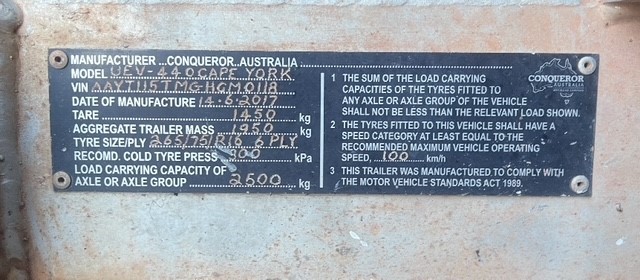 MANUFACTURER ...CONQUEROR..AUSTRALIA
MODEL UEV-440 CAPE YORK
VIN AAYT115TMGHGM0118
DATE OF MANUFACTURE 14.6.2017
TARE 1450 kg
AGGREGATE TRAILER MASS 1950 kg
TYRE SIZE/PLY 265/75/R16 6 PLY
RECOMD. COLD TYRE PRESS kPa
LOAD CARRYING CAPACITY OF
AXLE OR AXLE GROUP 2500 kg
1 THE SUM OF THE LOAD CARRYING
CAPACITIES OF THE TYRES FITTED TO
ANY AXLE OR AXLE GROUP OF THE VEHICLE
SHALL NOT BE LESS THAN THE RELEVANT LOAD SHOWN.
2 THE TYRES FITTED TO THIS VEHICLE SHALL HAVE A
SPEED CATEGORY AT LEAST EQUAL TO THE
RECOMMENDED MAXIMUM VEHICLE OPERATING
SPEED, 100 km/h
3 THIS TRAILER WAS MANUFACTURED TO COMPLY WITH
THE MOTOR VEHICLE STANDARDS ACT 1989.
CONQUEROR
AUSTRALIA